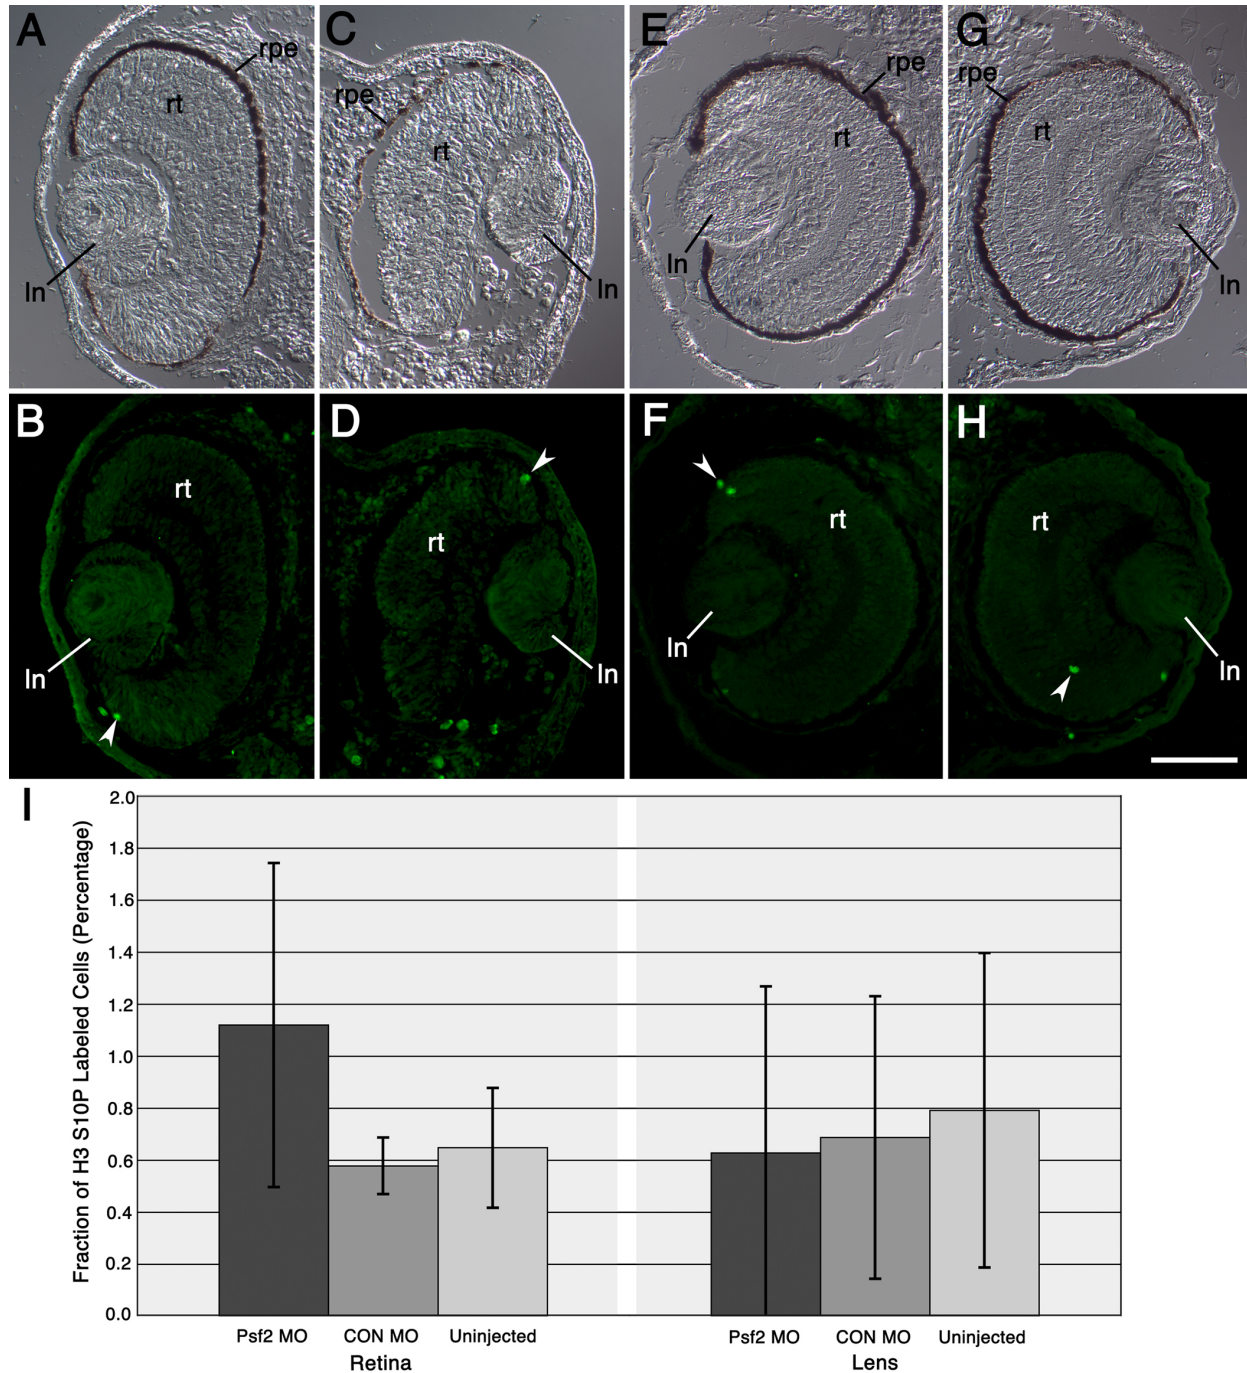 A
rpe
rt
ln
C
rpe
rt
ln
E
rpe
rt
ln
G
rpe
rt
ln
B
rt
ln
D
rt
ln
F
rt
ln
H
rt
ln
I
Fraction of H3 S10P Labeled Cells (Percentage)
2.0
1.8
1.6
1.4
1.2
1.0
0.8
0.6
0.4
0.2
0.0
Psf2 MO CON MO Uninjected
Retina
Psf2 MO CON MO Uninjected
Lens